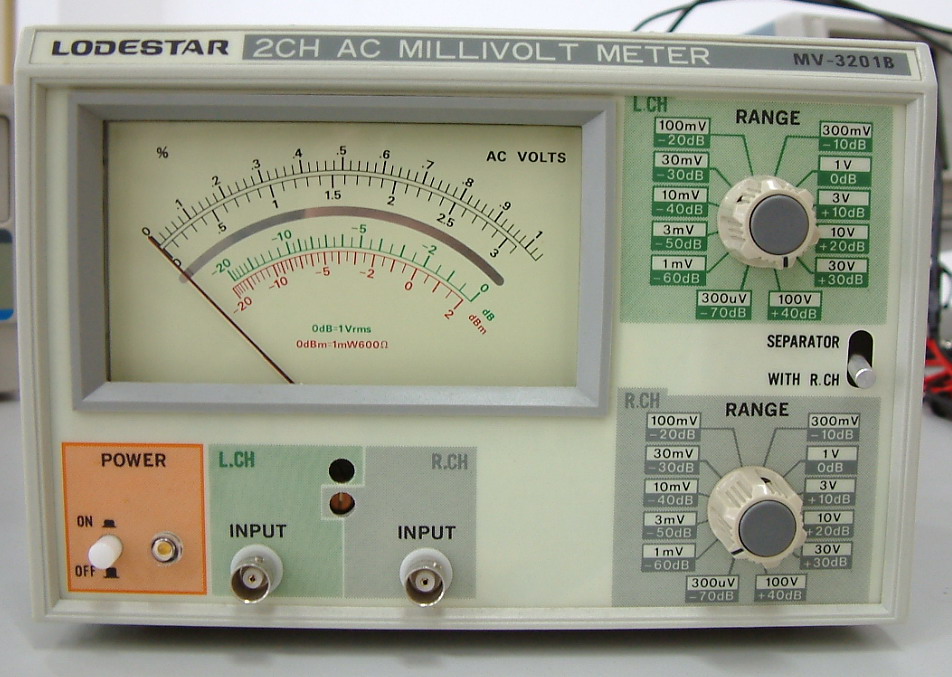 LODESTAR 2CH AC MILLIVOLT METER MV-3201B
% AC VOLTS
0 .1 .2 .3 .4 .5 .6 .7 .8 .9 1
0 .5 1 1.5 2 2.5 3
-20 -10 -5 -2 0 dB
-20 -10 -5 -2 0 2 dBm
0dB=1Vrms
0dBm=1mW600Ω
L.CH
RANGE
100mV -20dB
300mV -10dB
30mV -30dB
1V 0dB
10mV -40dB
3V +10dB
3mV -50dB
10V +20dB
1mV -60dB
30V +30dB
300uV -70dB
100V +40dB
SEPARATOR
WITH R.CH
R.CH
RANGE
100mV -20dB
300mV -10dB
30mV -30dB
1V 0dB
10mV -40dB
3V +10dB
3mV -50dB
10V +20dB
1mV -60dB
30V +30dB
300uV -70dB
100V +40dB
POWER
ON
OFF
L.CH
R.CH
INPUT
INPUT